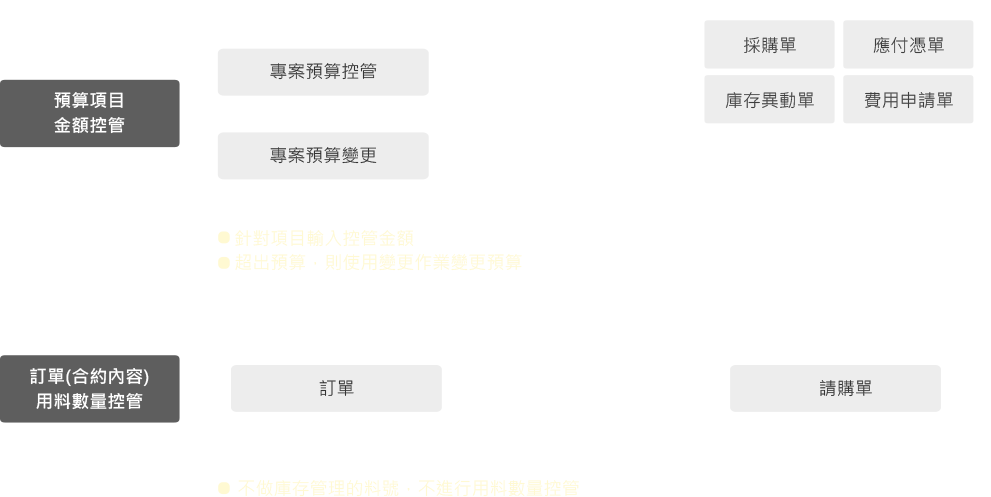 預算項目
金額控管
專案預算控管
專案預算變更
採購單
應付憑單
庫存異動單
費用申請單
● 針對項目輸入控管金額
● 超出預算，則使用變更作業變更預算
訂單(合約內容)
用料數量控管
訂單
請購單
● 不做庫存管理的料號，不進行用料數量控管